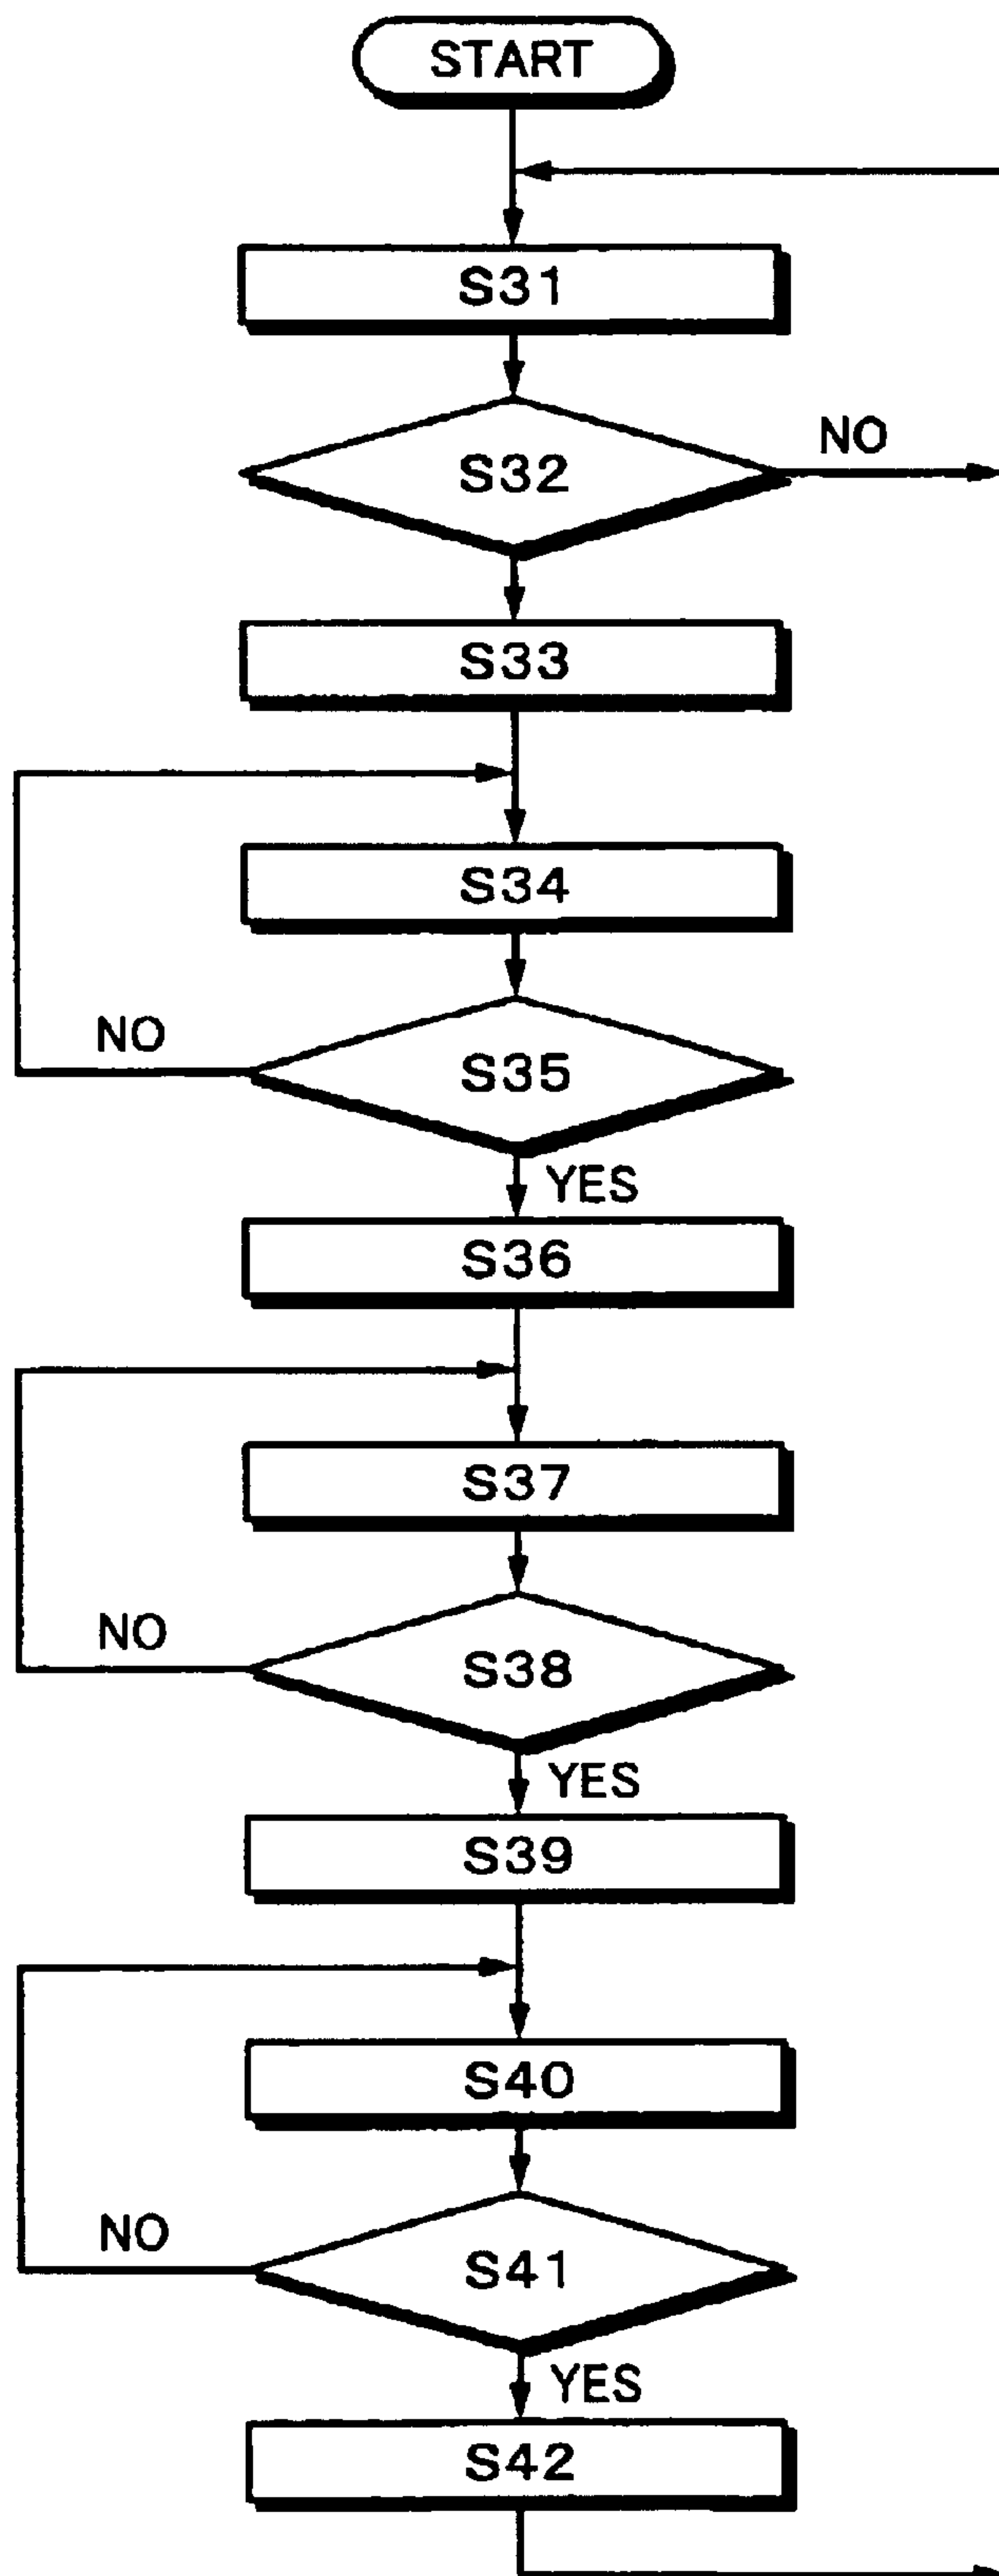 START
S31
S32
NO
S33
S34
NO
S35
YES
S36
S37
NO
S38
YES
S39
S40
NO
S41
YES
S42